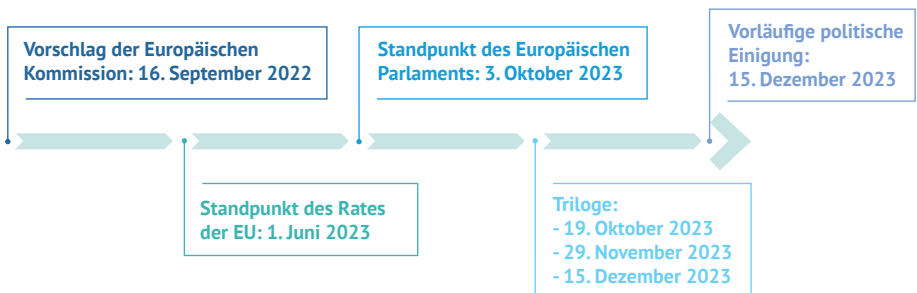 Vorschlag der Europäischen
Kommission: 16. September 2022
Standpunkt des Rates
der EU: 1. Juni 2023
Standpunkt des Europäischen
Parlaments: 3. Oktober 2023
Triloge:
- 19. Oktober 2023
- 29. November 2023
- 15. Dezember 2023
Vorläufige politische
Einigung:
15. Dezember 2023